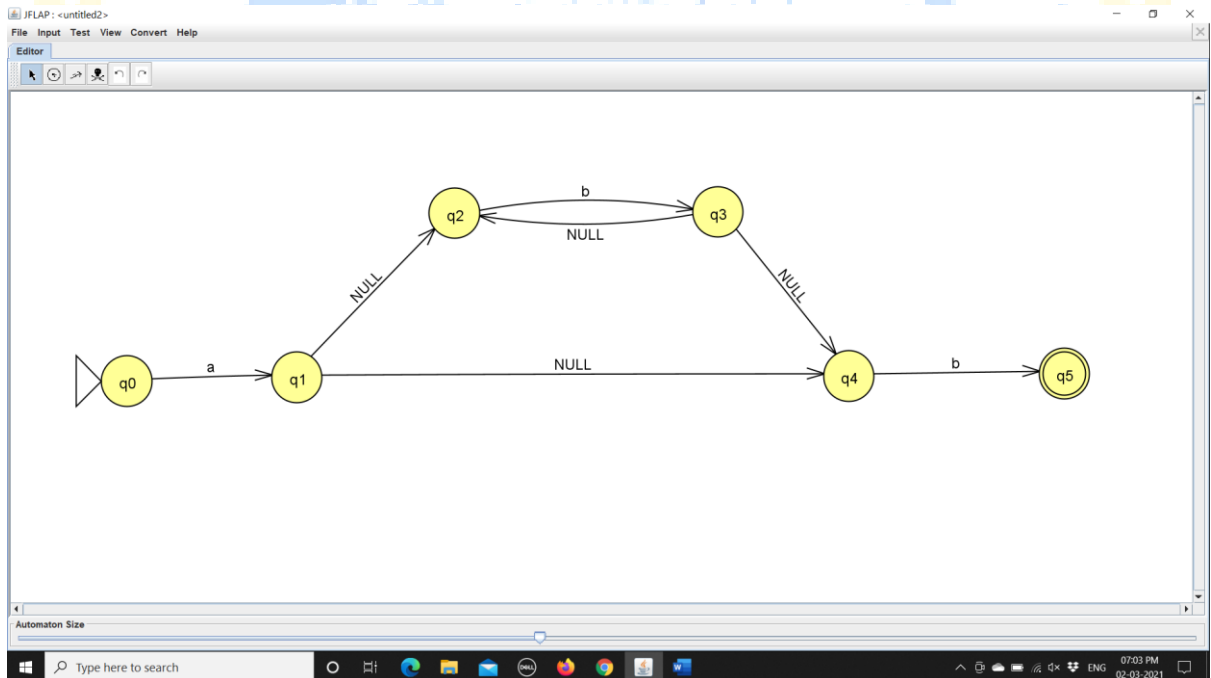 JFLAP : <untitled2>
File Input Test View Convert Help
Editor
b
q2
q3
NULL
NULL
NULL
a
NULL
b
q0
q1
q4
q5
Automaton Size
Type here to search
DELL
ENG
07:03 PM
02-03-2021